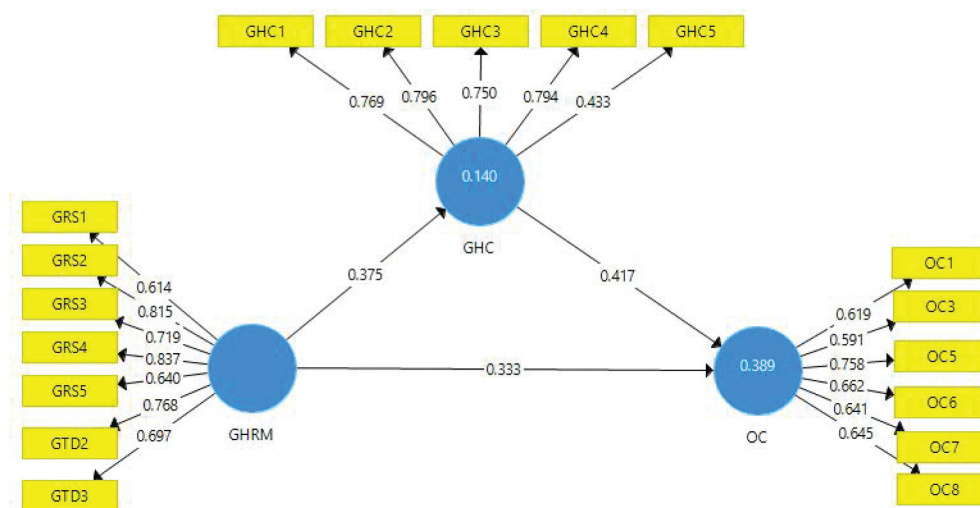 GHC1 GHC2 GHC3 GHC4 GHC5
0.769 0.796 0.750 0.794 0.433
0.140
GHC
GRS1
GRS2
GRS3
GRS4
GRS5
GTD2
GTD3
0.614
0.815
0.719
0.837
0.640
0.768
0.697
GHRM
0.375
0.417
0.333
0.389
OC
0.619
0.591
0.758
0.662
0.641
0.645
OC1
OC3
OC5
OC6
OC7
OC8